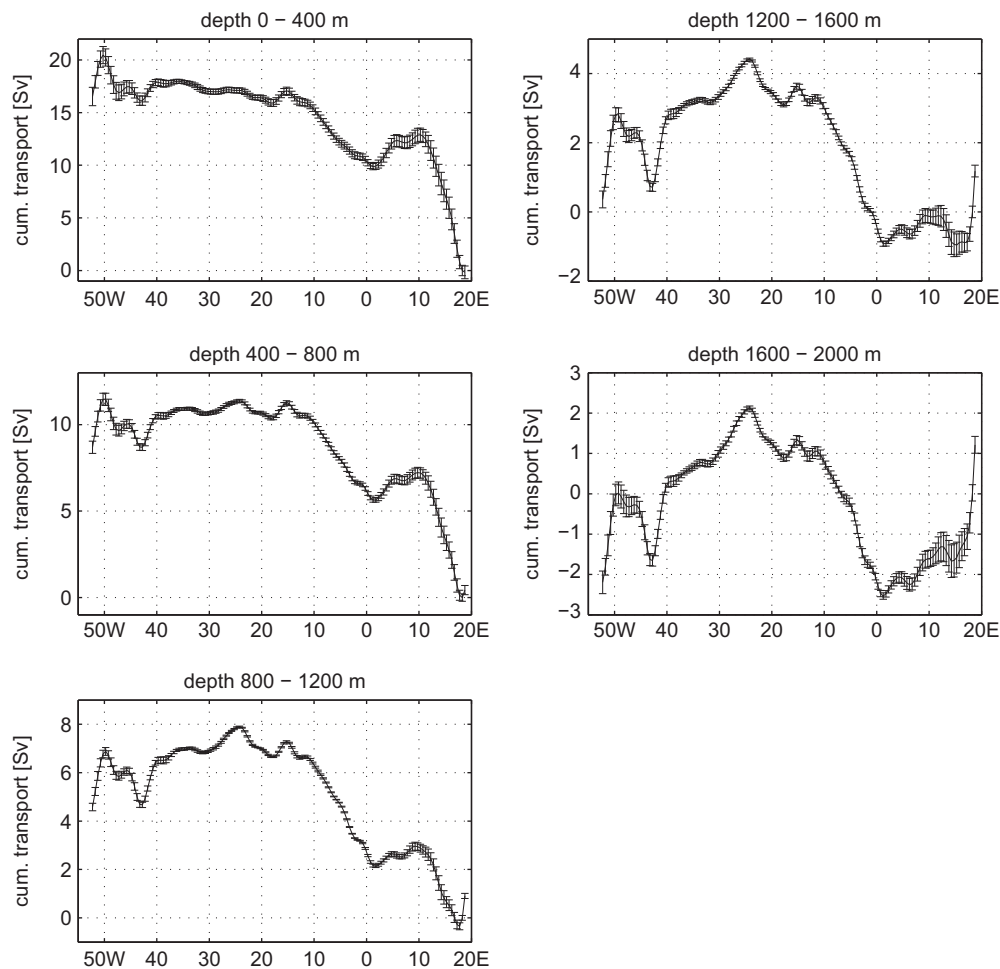 depth 0 − 400 m
cum. transport [Sv]
20
15
10
5
0
50W 40 30 20 10 0 10 20E
depth 400 − 800 m
cum. transport [Sv]
10
5
0
50W 40 30 20 10 0 10 20E
depth 800 − 1200 m
cum. transport [Sv]
8
6
4
2
0
50W 40 30 20 10 0 10 20E
depth 1200 − 1600 m
cum. transport [Sv]
4
2
0
−2
50W 40 30 20 10 0 10 20E
depth 1600 − 2000 m
cum. transport [Sv]
3
2
1
0
−1
−2
−3
50W 40 30 20 10 0 10 20E